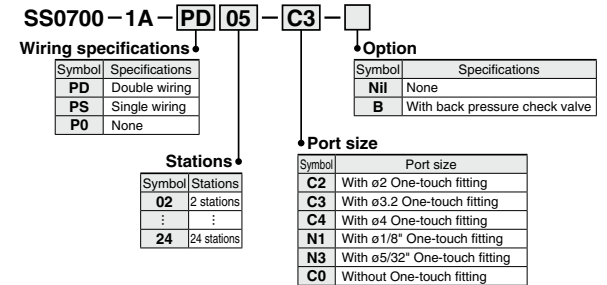 SS0700-1A-PD 05-C3-
Wiring specifications
Symbol Specifications
PD Double wiring
PS Single wiring
P0 None
Option
Symbol Specifications
Nil None
B With back pressure check valve
Stations
Symbol Stations
02 2 stations
⋮ ⋮
24 24 stations
Port size
Symbol Port size
C2 With ø2 One-touch fitting
C3 With ø3.2 One-touch fitting
C4 With ø4 One-touch fitting
N1 With ø1/8" One-touch fitting
N3 With ø5/32" One-touch fitting
C0 Without One-touch fitting